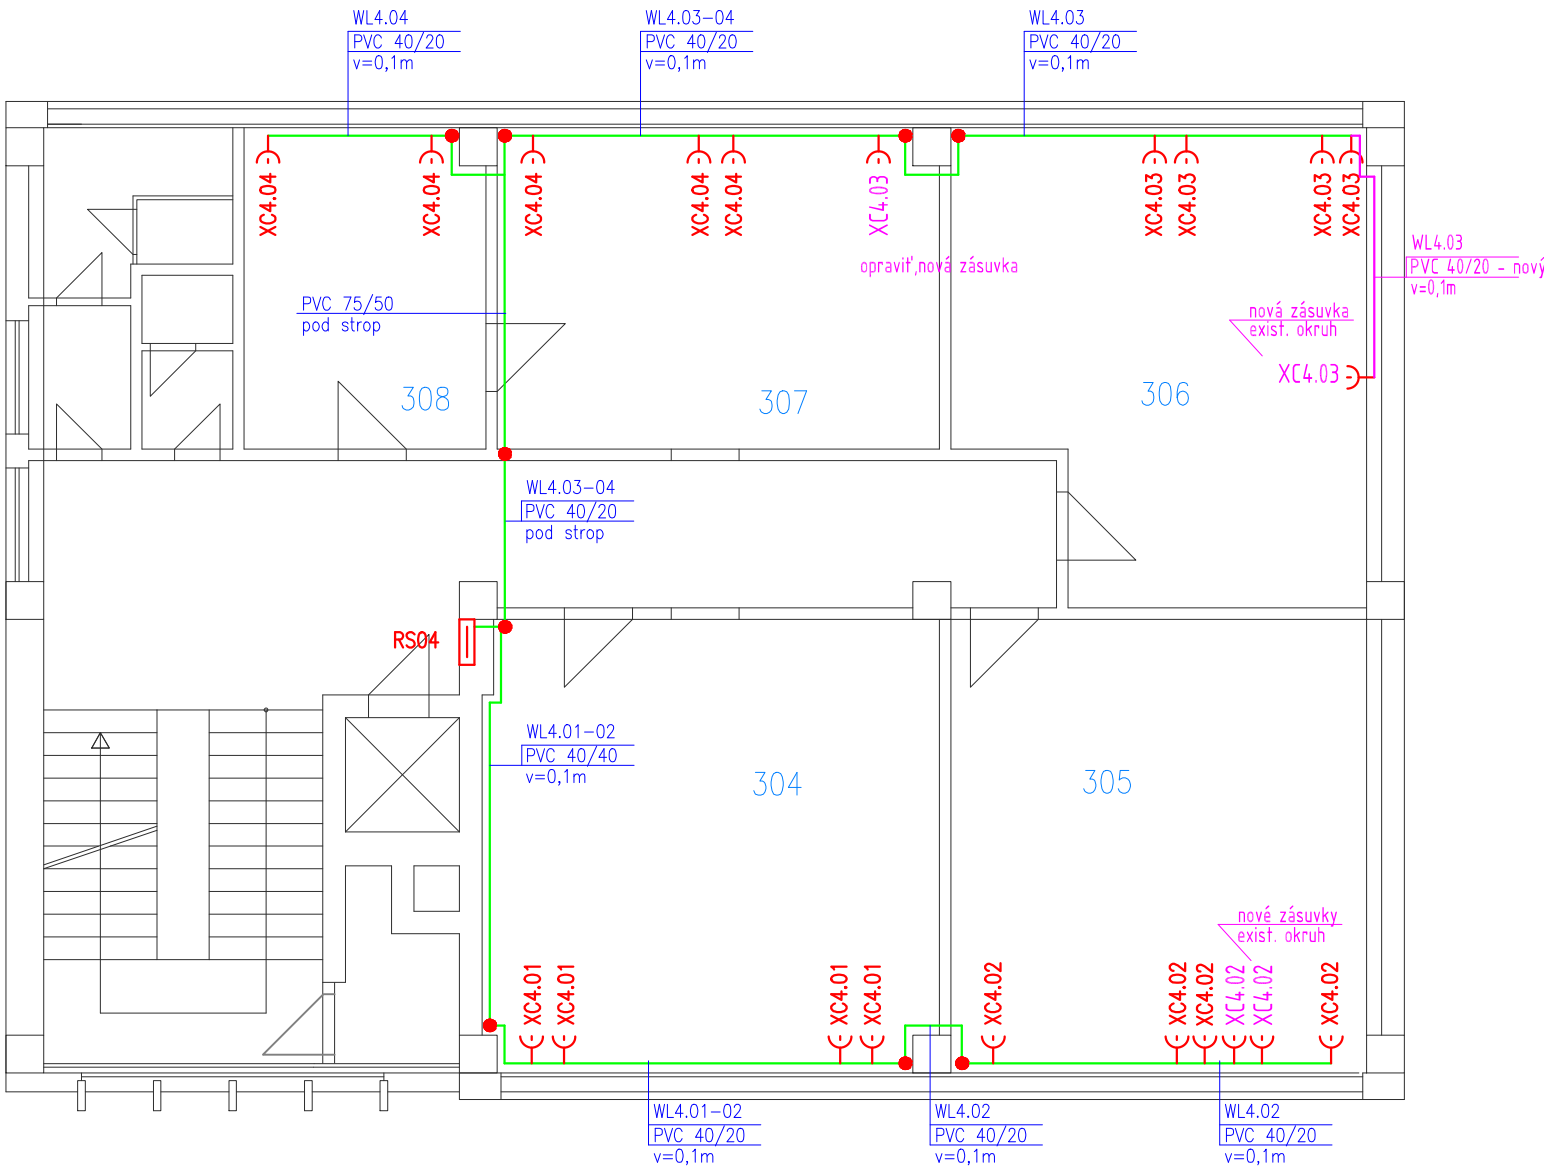 WL4.04
PVC 40/20
v=0,1m
WL4.03-04
PVC 40/20
v=0,1m
WL4.03
PVC 40/20
v=0,1m
XC4.04
XC4.04
XC4.04
XC4.04
XC4.04
XC4.03
XC4.03
XC4.03
XC4.03
XC4.03
opraviť,nová zásuvka
WL4.03
PVC 40/20 - nový
v=0,1m
PVC 75/50
pod strop
nová zásuvka
exist. okruh
XC4.03
308
307
306
WL4.03-04
PVC 40/20
pod strop
RS04
WL4.01-02
PVC 40/40
v=0,1m
304
305
nové zásuvky
exist. okruh
XC4.01
XC4.01
XC4.01
XC4.01
XC4.02
XC4.02
XC4.02
XC4.02
XC4.02
XC4.02
WL4.01-02
PVC 40/20
v=0,1m
WL4.02
PVC 40/20
v=0,1m
WL4.02
PVC 40/20
v=0,1m